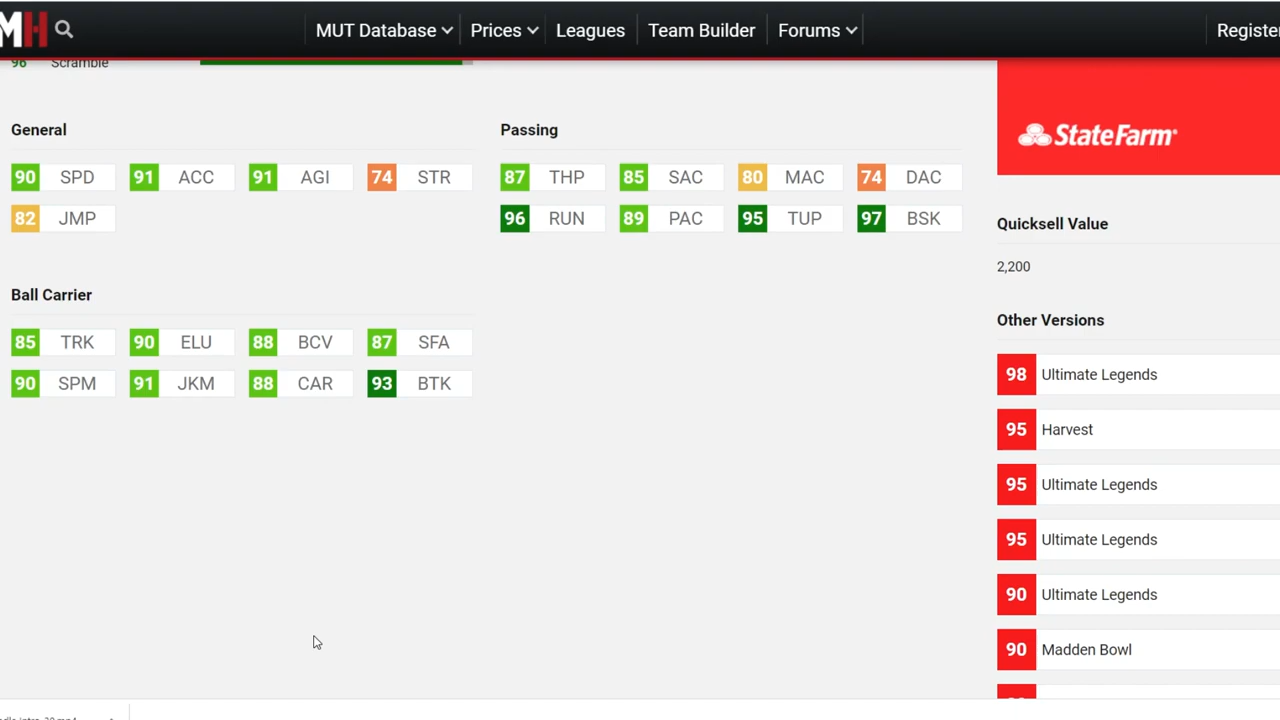 MH MUT Database Prices Leagues Team Builder Forums Register
96 Scramble
General
90 SPD 91 ACC 91 AGI 74 STR
82 JMP
Passing
87 THP 85 SAC 80 MAC 74 DAC
96 RUN 89 PAC 95 TUP 97 BSK
Ball Carrier
85 TRK 90 ELU 88 BCV 87 SFA
90 SPM 91 JKM 88 CAR 93 BTK
StateFarm
Quicksell Value
2,200
Other Versions
98 Ultimate Legends
95 Harvest
95 Ultimate Legends
95 Ultimate Legends
90 Ultimate Legends
90 Madden Bowl